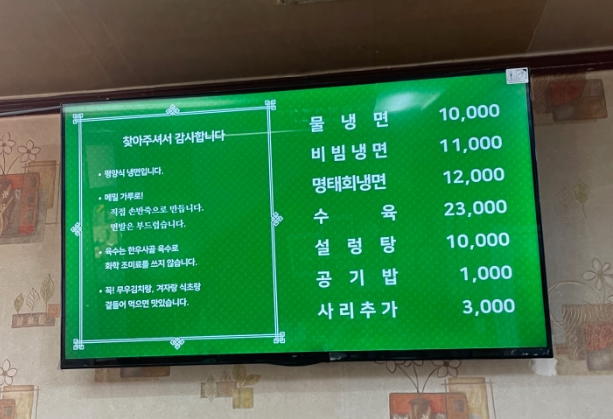 찾아주셔서 감사합니다
• 평양식 냉면입니다.
• 메밀 가루로!
직접 손반죽으로 만듭니다.
면발은 부드럽습니다.
• 육수는 한우사골 육수로
화학 조미료를 쓰지 않습니다.
• 꼭! 무우김치랑, 겨자랑 식초랑
곁들어 먹으면 맛있습니다.
물 냉 면 10,000
비 빔 냉 면 11,000
명태회냉면 12,000
수 육 23,000
설 렁 탕 10,000
공 기 밥 1,000
사 리 추 가 3,000